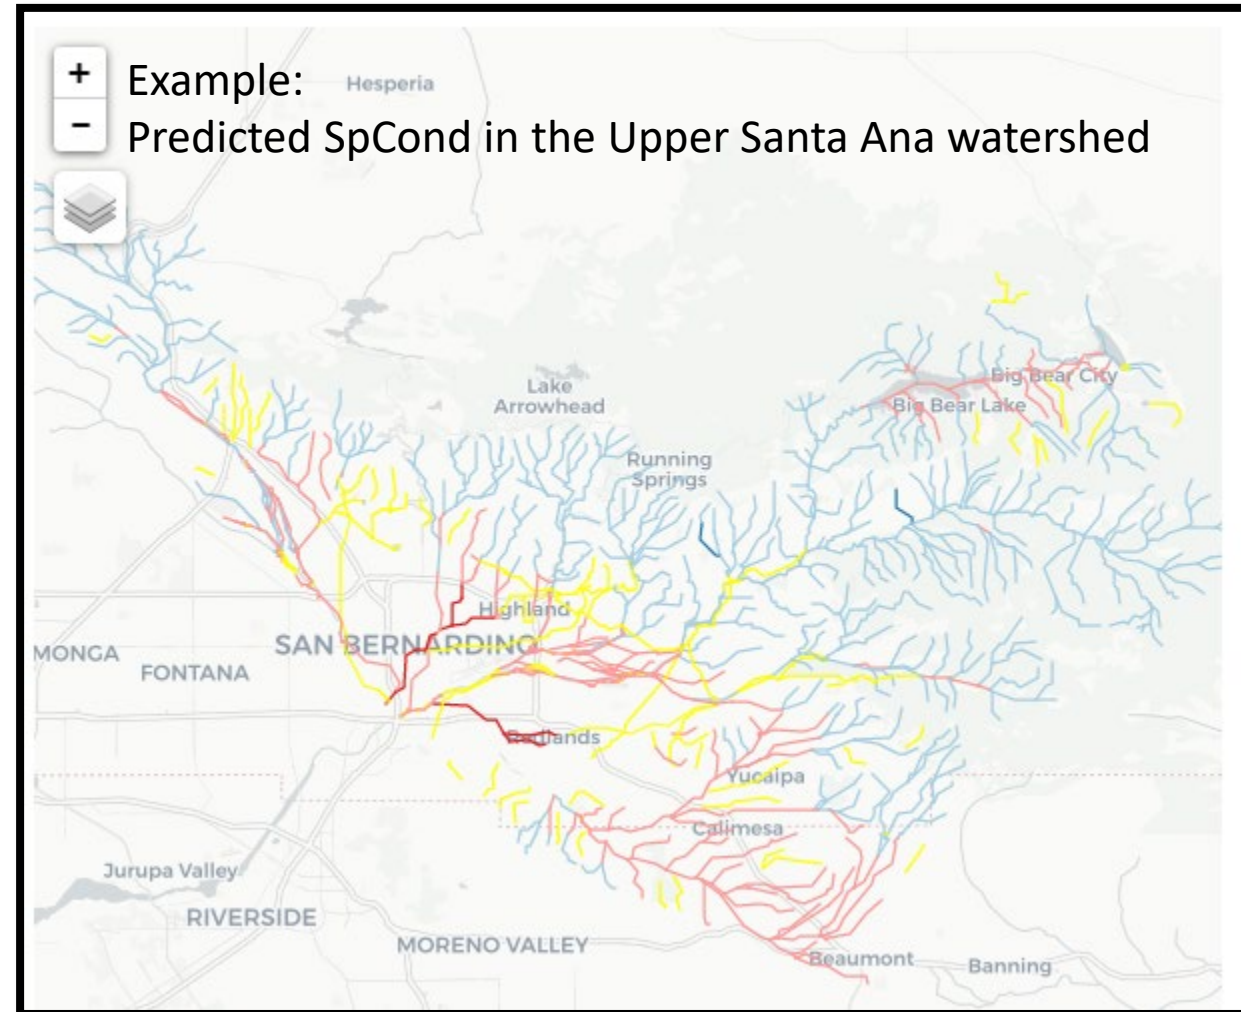 +
-
Example:
Predicted SpCond in the Upper Santa Ana watershed
Hesperia
Lake
Arrowhead
Big Bear City
Big Bear Lake
Running
Springs
Highland
SAN BERNARDINO
MONGA
FONTANA
Redlands
Yucaipa
Calimesa
Jurupa Valley
RIVERSIDE
MORENO VALLEY
Beaumont
Banning